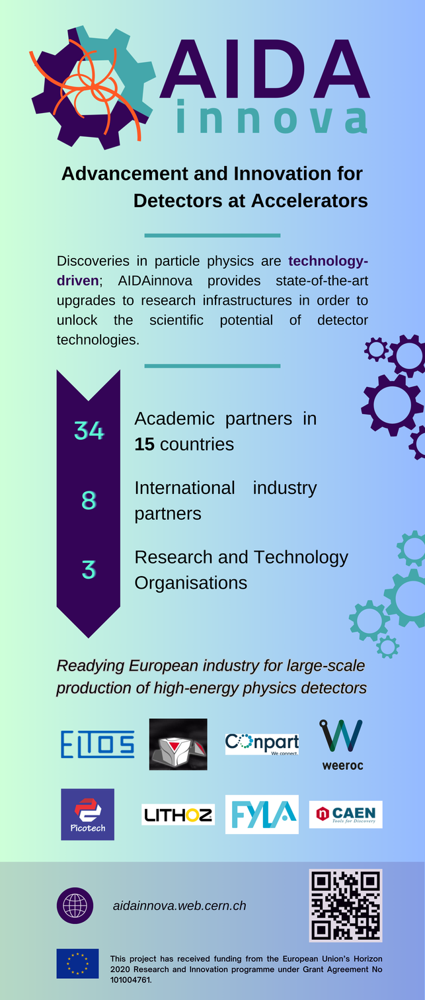 AIDA
innova
Advancement and Innovation for
Detectors at Accelerators
Discoveries in particle physics are technology-
driven; AIDAinnova provides state-of-the-art
upgrades to research infrastructures in order to
unlock the scientific potential of detector
technologies.
34
Academic partners in
15 countries
8
International industry
partners
3
Research and Technology
Organisations
Readying European industry for large-scale
production of high-energy physics detectors
ELTOS
Conpart
We connect.
weeroc
Picotech
LITHOZ
FYLA
n CAEN
Tools for Discovery
aidainnova.web.cern.ch
This project has received funding from the European Union’s Horizon
2020 Research and Innovation programme under Grant Agreement No
101004761.